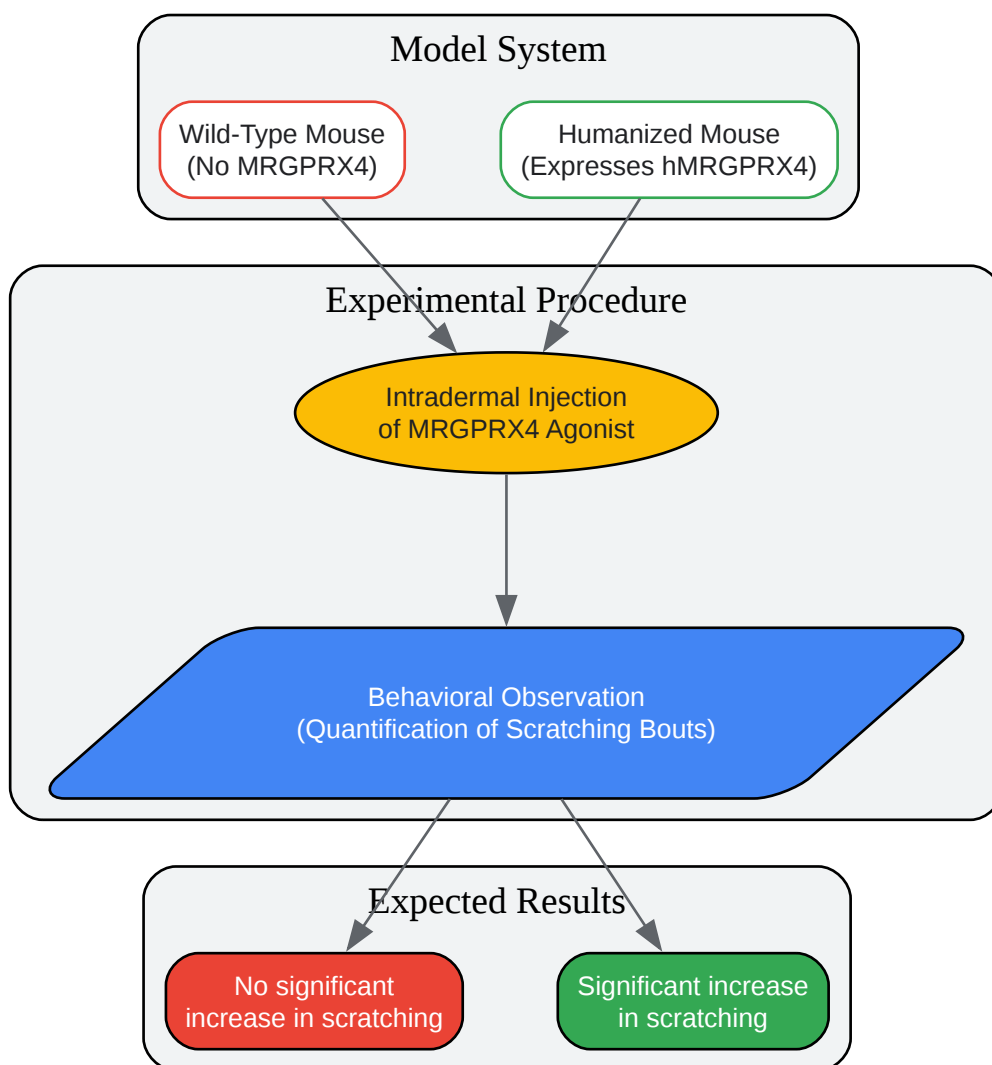 Model System
Wild-Type Mouse
(No MRGPRX4)
Humanized Mouse
(Expresses hMRGPRX4)
Experimental Procedure
Intradermal Injection
of MRGPRX4 Agonist
Behavioral Observation
(Quantification of Scratching Bouts)
Expected Results
No significant
increase in scratching
Significant increase
in scratching